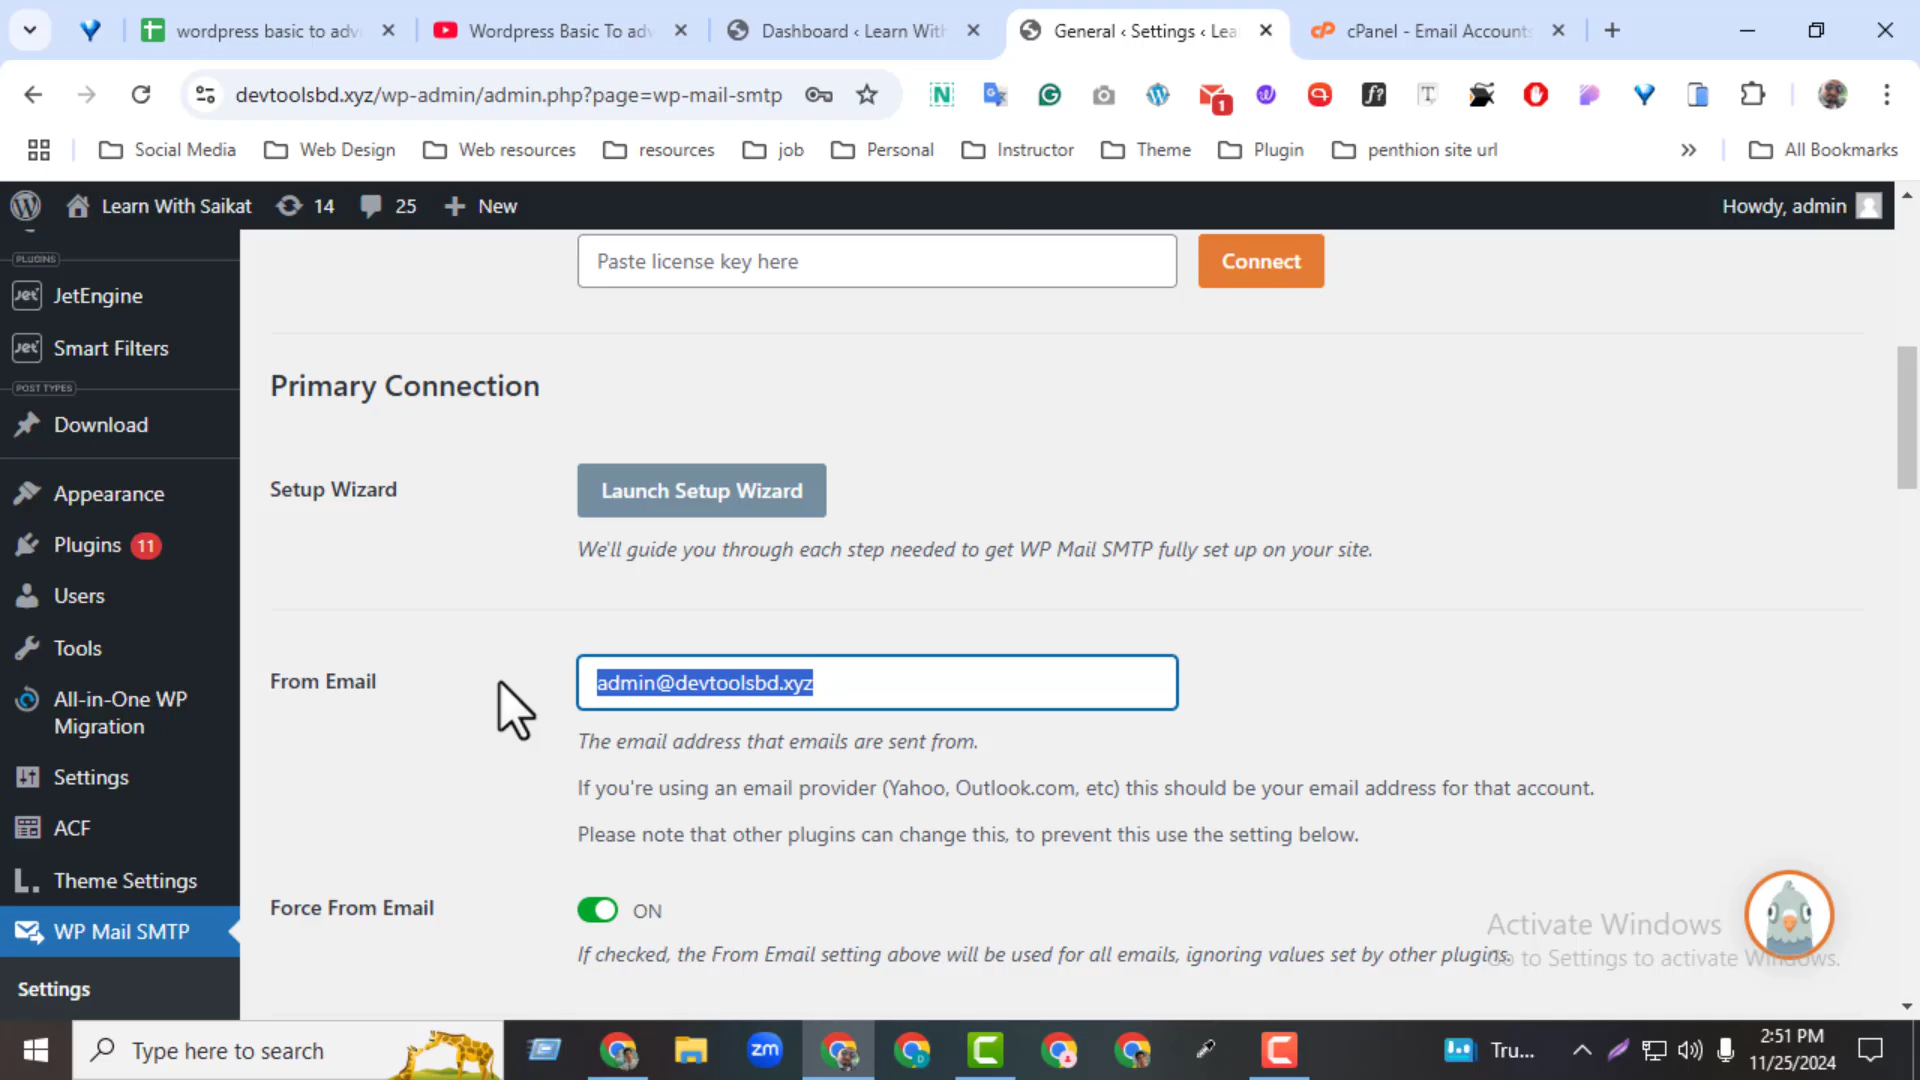 wordpress basic to adv
Wordpress Basic To adv
Dashboard ‹ Learn With
General ‹ Settings ‹ Lea
cPanel - Email Accounts
devtoolsbd.xyz/wp-admin/admin.php?page=wp-mail-smtp
1
Social Media
Web Design
Web resources
resources
job
Personal
Instructor
Theme
Plugin
penthion site url
All Bookmarks
Learn With Saikat
14
25
New
Howdy, admin
PLUGINS
JetEngine
Smart Filters
POST TYPES
Download
Appearance
Plugins 11
Users
Tools
All-in-One WP
Migration
Settings
ACF
Theme Settings
WP Mail SMTP
Settings
Paste license key here
Connect
Primary Connection
Setup Wizard
Launch Setup Wizard
We'll guide you through each step needed to get WP Mail SMTP fully set up on your site.
From Email
admin@devtoolsbd.xyz
The email address that emails are sent from.
If you're using an email provider (Yahoo, Outlook.com, etc) this should be your email address for that account.
Please note that other plugins can change this, to prevent this use the setting below.
Force From Email
ON
If checked, the From Email setting above will be used for all emails, ignoring values set by other plugins.
Activate Windows
Go to Settings to activate Windows.
Type here to search
zm
Tru...
2:51 PM
11/25/2024